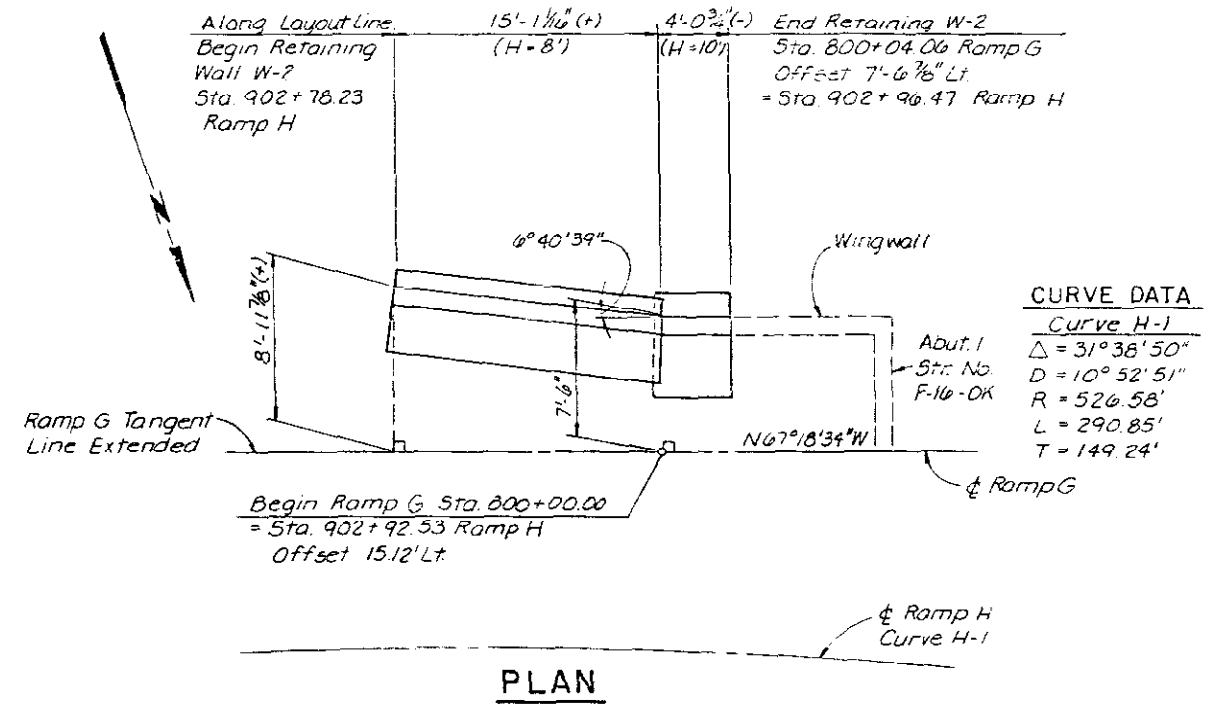 Along Layout Line
Begin Retaining
Wall W-2
Sta. 902+78.23
Ramp H
15'-1 1/16"(+)
(H=8')
4'-0 3/4"(-)
(H=10')
End Retaining W-2
Sta. 800+04.06 Ramp G
Offset 7'-6 7/8" Lt.
= Sta. 902+96.47 Ramp H
6°40'39"
Wingwall
8'-11 7/8"(+)
7'-6"
Abut. 1
Str. No.
F-16-OK
CURVE DATA
Curve H-1
Δ = 31°38'50"
D = 10°52'51"
R = 526.58'
L = 290.85'
T = 149.24'
Ramp G Tangent
Line Extended
N67°18'34"W
℄ Ramp G
Begin Ramp G Sta. 800+00.00
= Sta. 902+92.53 Ramp H
Offset 15.12' Lt.
℄ Ramp H
Curve H-1
PLAN